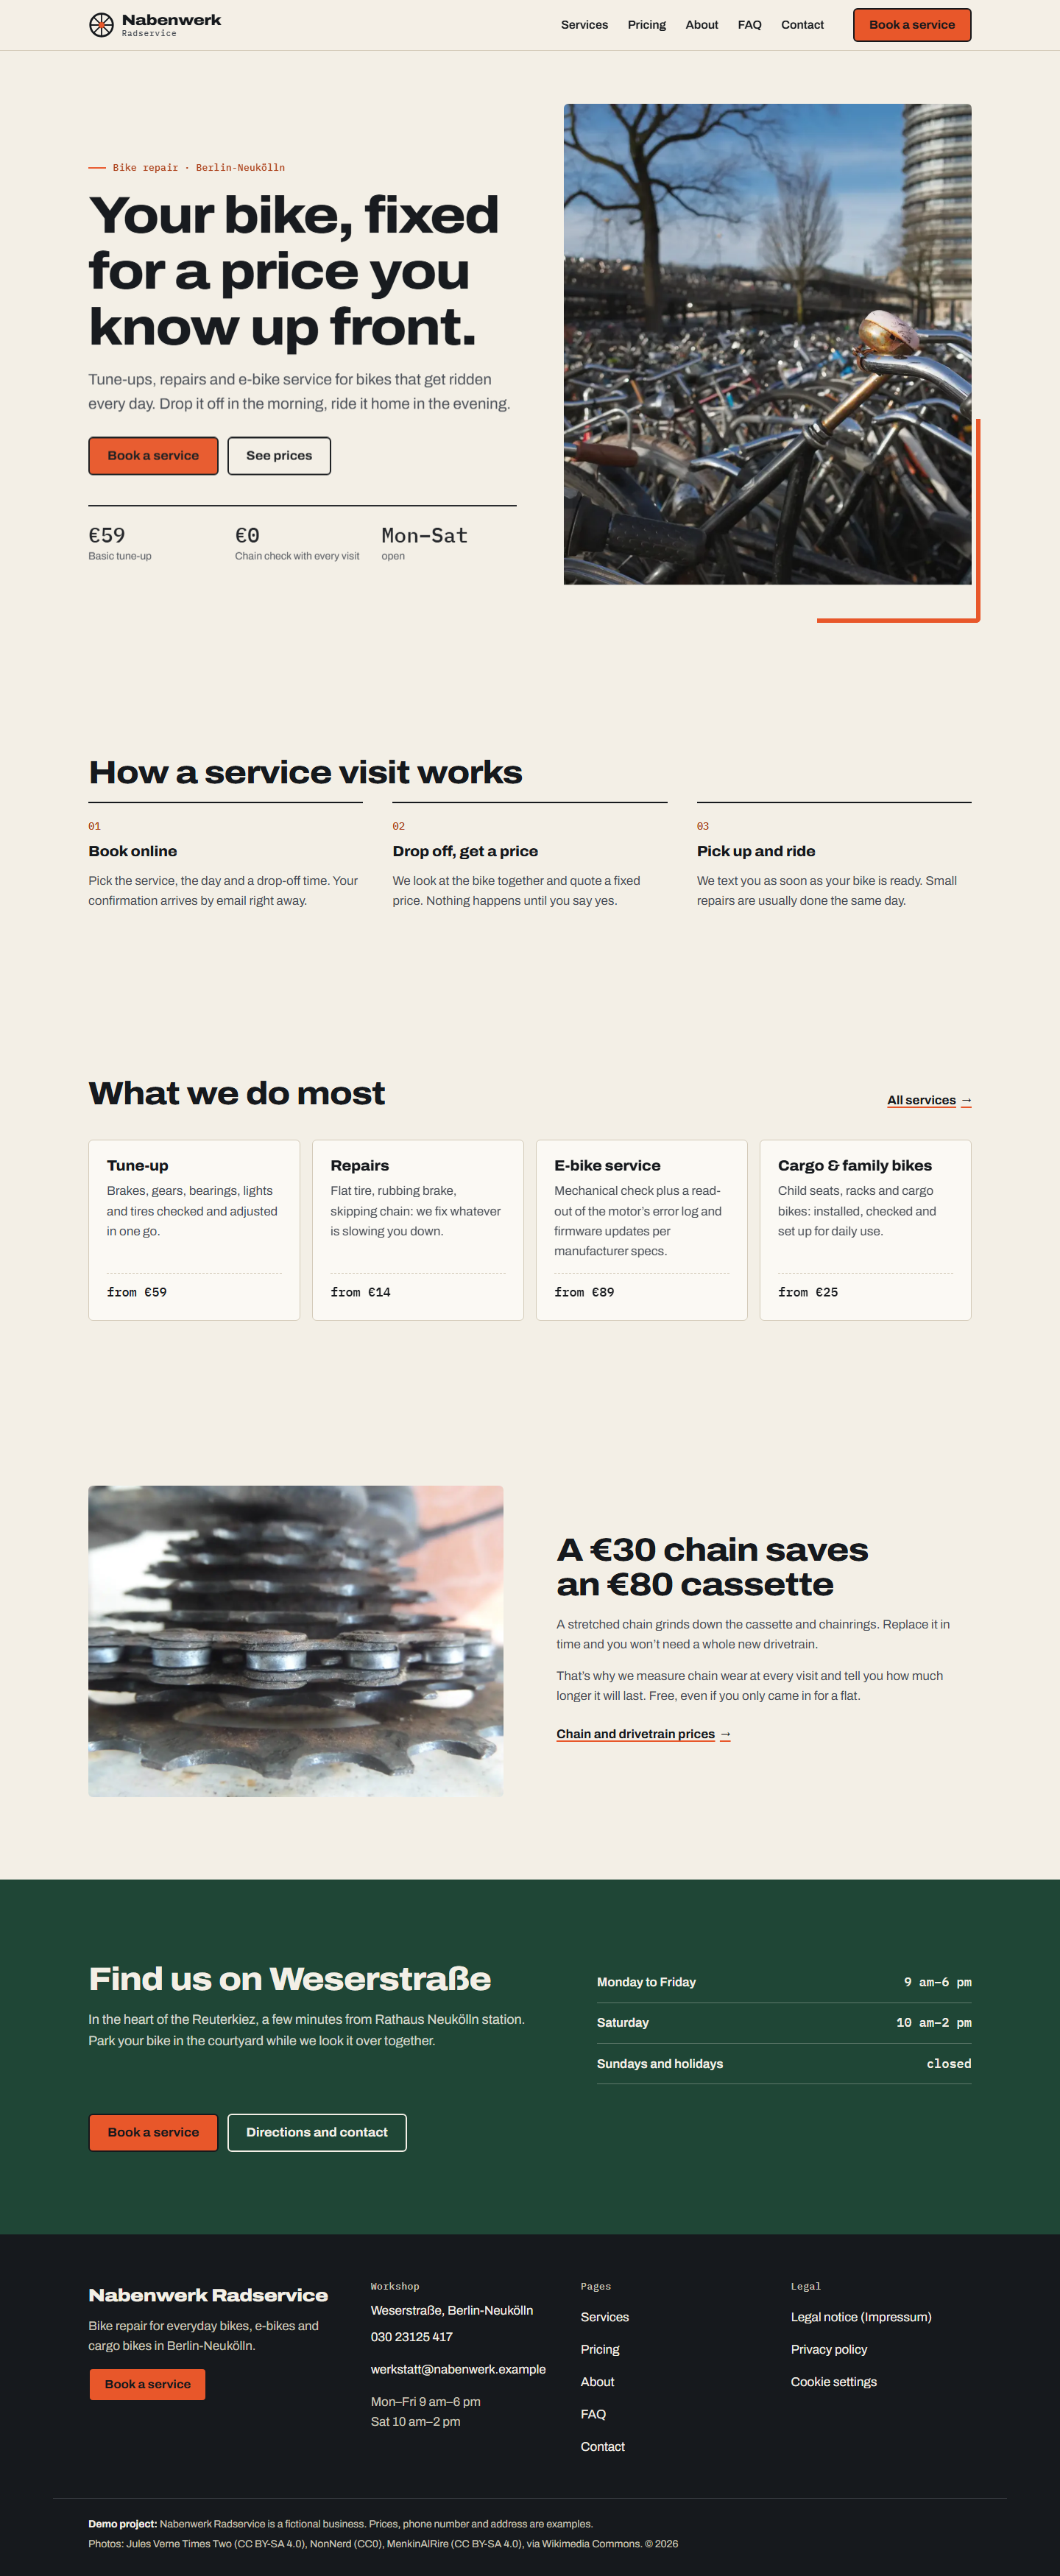 Nabenwerk
Radservice
Services Pricing About FAQ Contact Book a service
Bike repair · Berlin-Neukölln
Your bike, fixed
for a price you
know up front.
Tune-ups, repairs and e-bike service for bikes that get ridden
every day. Drop it off in the morning, ride it home in the evening.
Book a service See prices
€59 €0 Mon–Sat
Basic tune-up Chain check with every visit open
How a service visit works
01
Book online
Pick the service, the day and a drop-off time. Your
confirmation arrives by email right away.
02
Drop off, get a price
We look at the bike together and quote a fixed
price. Nothing happens until you say yes.
03
Pick up and ride
We text you as soon as your bike is ready. Small
repairs are usually done the same day.
What we do most
All services →
Tune-up
Brakes, gears, bearings, lights
and tires checked and adjusted
in one go.
from €59
Repairs
Flat tire, rubbing brake,
skipping chain: we fix whatever
is slowing you down.
from €14
E-bike service
Mechanical check plus a read-
out of the motor’s error log and
firmware updates per
manufacturer specs.
from €89
Cargo & family bikes
Child seats, racks and cargo
bikes: installed, checked and
set up for daily use.
from €25
A €30 chain saves
an €80 cassette
A stretched chain grinds down the cassette and chainrings. Replace it in
time and you won’t need a whole new drivetrain.
That’s why we measure chain wear at every visit and tell you how much
longer it will last. Free, even if you only came in for a flat.
Chain and drivetrain prices →
Find us on Weserstraße
In the heart of the Reuterkiez, a few minutes from Rathaus Neukölln station.
Park your bike in the courtyard while we look it over together.
Book a service Directions and contact
Monday to Friday 9 am–6 pm
Saturday 10 am–2 pm
Sundays and holidays closed
Nabenwerk Radservice
Bike repair for everyday bikes, e-bikes and
cargo bikes in Berlin-Neukölln.
Book a service
Workshop
Weserstraße, Berlin-Neukölln
030 23125 417
werkstatt@nabenwerk.example
Mon–Fri 9 am–6 pm
Sat 10 am–2 pm
Pages
Services
Pricing
About
FAQ
Contact
Legal
Legal notice (Impressum)
Privacy policy
Cookie settings
Demo project: Nabenwerk Radservice is a fictional business. Prices, phone number and address are examples.
Photos: Jules Verne Times Two (CC BY-SA 4.0), NonNerd (CC0), MenkinAlRire (CC BY-SA 4.0), via Wikimedia Commons. © 2026